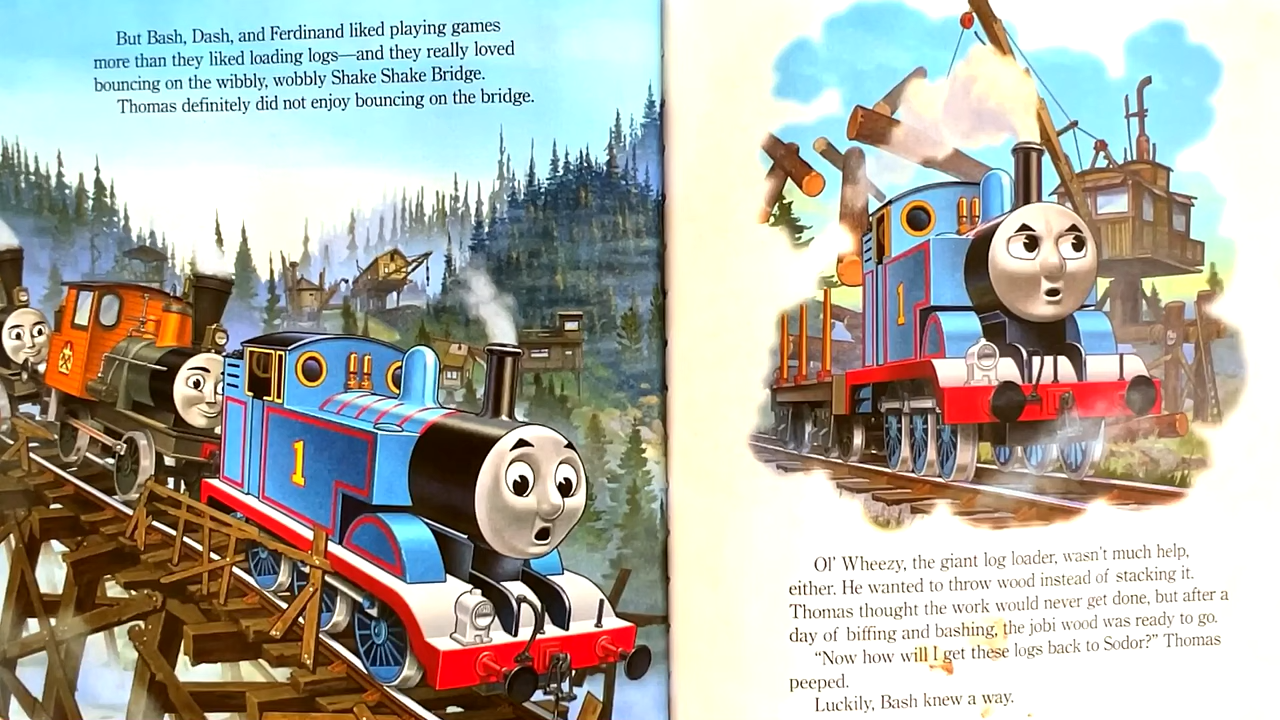 But Bash, Dash, and Ferdinand liked playing games
more than they liked loading logs—and they really loved
bouncing on the wibbly, wobbly Shake Shake Bridge.
Thomas definitely did not enjoy bouncing on the bridge.
1
1
Ol' Wheezy, the giant log loader, wasn't much help,
either. He wanted to throw wood instead of stacking it.
Thomas thought the work would never get done, but after a
day of biffing and bashing, the jobi wood was ready to go.
“Now how will I get these logs back to Sodor?” Thomas
peeped.
Luckily, Bash knew a way.